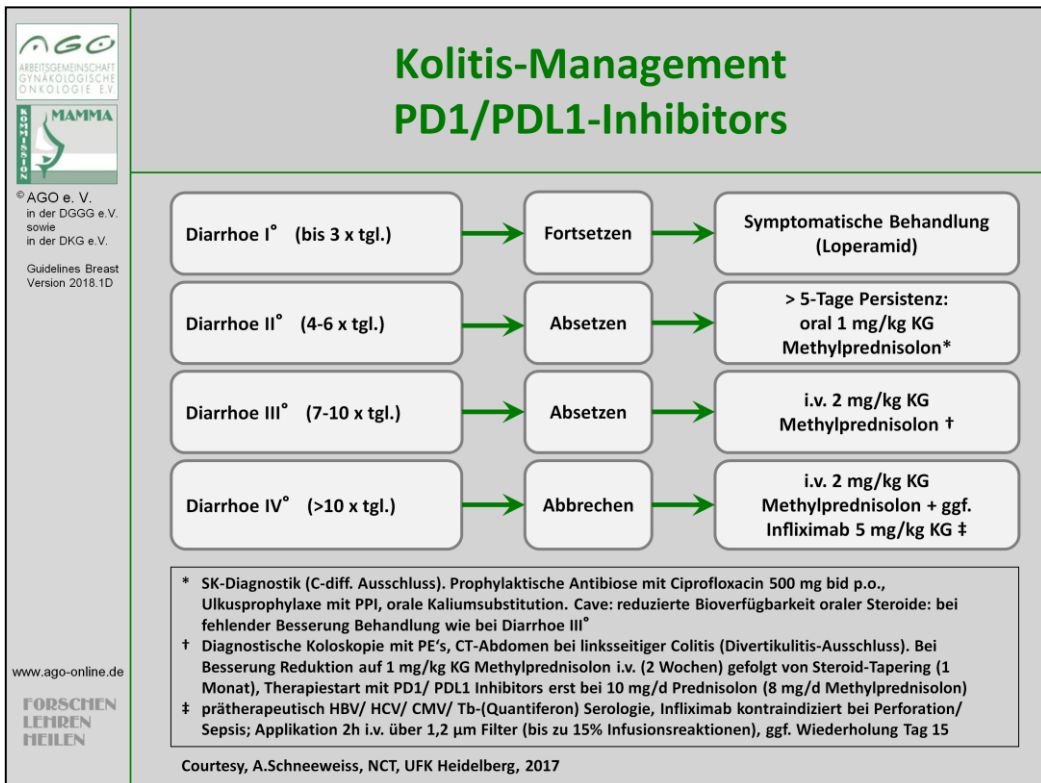 AGO
ARBEITSGEMEINSCHAFT
GYNÄKOLOGISCHE
ONKOLOGIE E.V.
KOMMISSION
MAMMA
© AGO e. V.
in der DGGG e.V.
sowie
in der DKG e.V.
Guidelines Breast
Version 2018.1D
www.ago-online.de
FORSCHEN
LEHREN
HEILEN
Kolitis-Management
PD1/PDL1-Inhibitors
Diarrhoe I° (bis 3 x tgl.)
Fortsetzen
Symptomatische Behandlung
(Loperamid)
Diarrhoe II° (4-6 x tgl.)
Absetzen
> 5-Tage Persistenz:
oral 1 mg/kg KG
Methylprednisolon*
Diarrhoe III° (7-10 x tgl.)
Absetzen
i.v. 2 mg/kg KG
Methylprednisolon †
Diarrhoe IV° (>10 x tgl.)
Abbrechen
i.v. 2 mg/kg KG
Methylprednisolon + ggf.
Infliximab 5 mg/kg KG ‡
* SK-Diagnostik (C-diff. Ausschluss). Prophylaktische Antibiose mit Ciprofloxacin 500 mg bid p.o.,
Ulkusprophylaxe mit PPI, orale Kaliumsubstitution. Cave: reduzierte Bioverfügbarkeit oraler Steroide: bei
fehlender Besserung Behandlung wie bei Diarrhoe III°
† Diagnostische Koloskopie mit PE's, CT-Abdomen bei linksseitiger Colitis (Divertikulitis-Ausschluss). Bei
Besserung Reduktion auf 1 mg/kg KG Methylprednisolon i.v. (2 Wochen) gefolgt von Steroid-Tapering (1
Monat), Therapiestart mit PD1/ PDL1 Inhibitors erst bei 10 mg/d Prednisolon (8 mg/d Methylprednisolon)
‡ prätherapeutisch HBV/ HCV/ CMV/ Tb-(Quantiferon) Serologie, Infliximab kontraindiziert bei Perforation/
Sepsis; Applikation 2h i.v. über 1,2 µm Filter (bis zu 15% Infusionsreaktionen), ggf. Wiederholung Tag 15
Courtesy, A.Schneeweiss, NCT, UFK Heidelberg, 2017